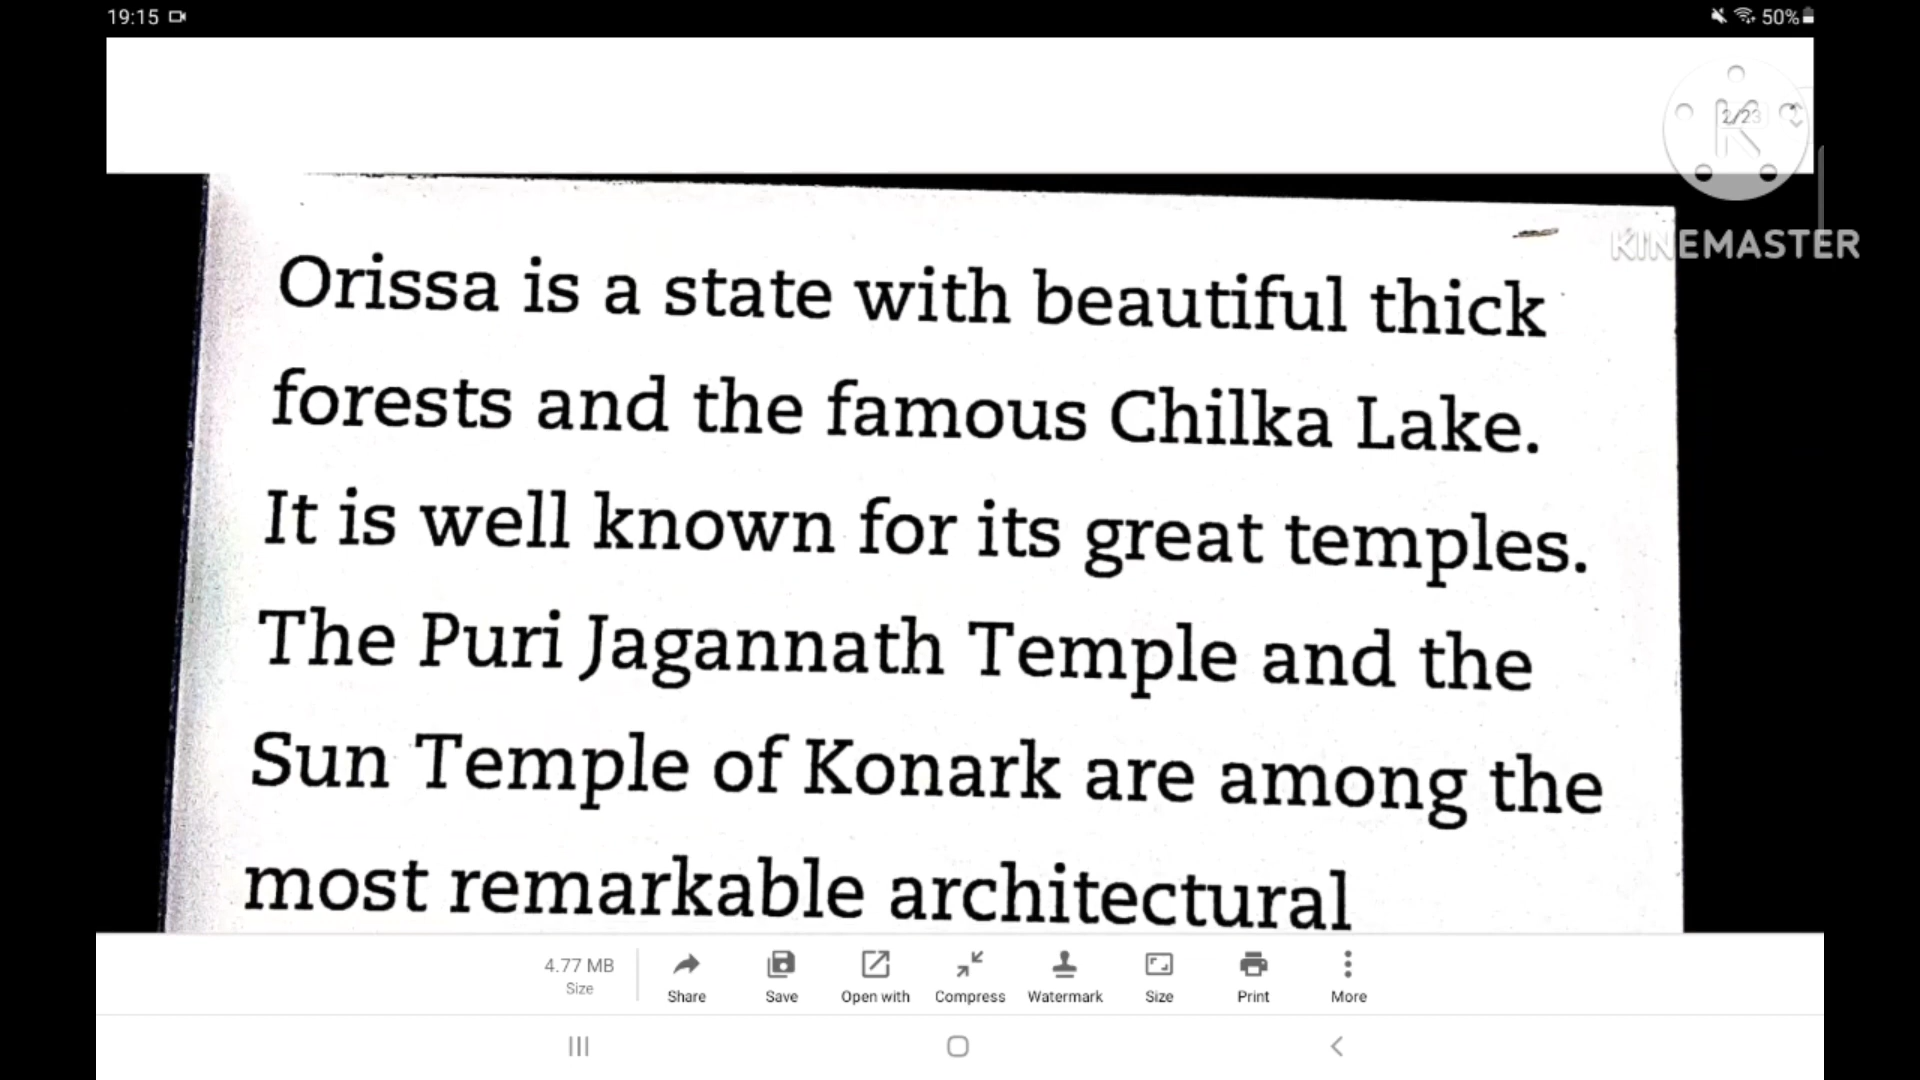 19:15
50%
2/23
KINEMASTER
Orissa is a state with beautiful thick
forests and the famous Chilka Lake.
It is well known for its great temples.
The Puri Jagannath Temple and the
Sun Temple of Konark are among the
most remarkable architectural
4.77 MB
Size
Share
Save
Open with
Compress
Watermark
Size
Print
More